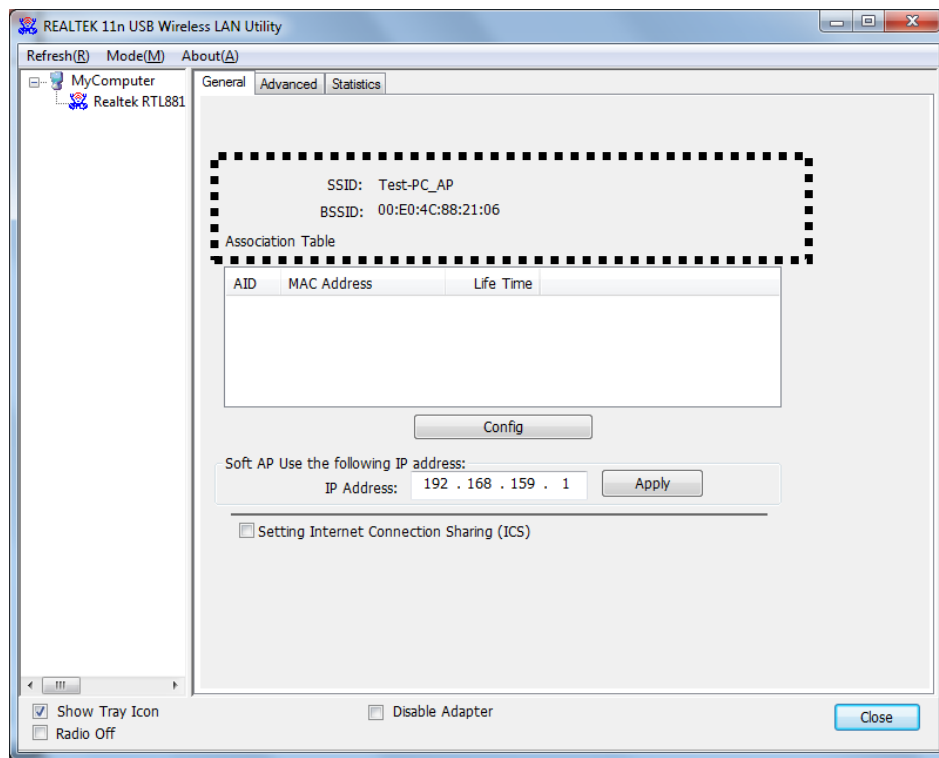 REALTEK 11n USB Wireless LAN Utility
Refresh(R) Mode(M) About(A)
MyComputer
Realtek RTL881
General Advanced Statistics
SSID: Test-PC_AP
BSSID: 00:E0:4C:88:21:06
Association Table
AID MAC Address Life Time
Config
Soft AP Use the following IP address:
IP Address: 192 . 168 . 159 . 1 Apply
Setting Internet Connection Sharing (ICS)
Show Tray Icon Disable Adapter Close
Radio Off